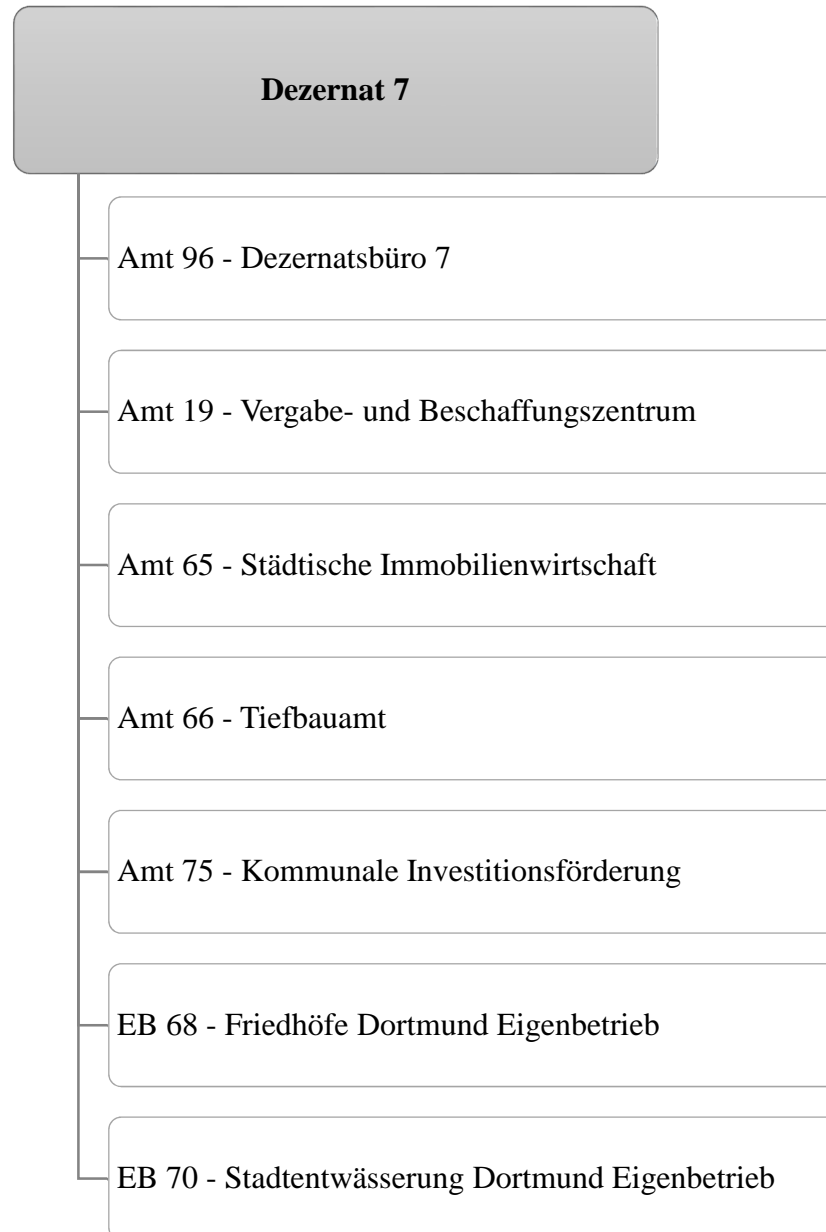 Dezernat 7
Amt 96 - Dezernatsbüro 7
Amt 19 - Vergabe- und Beschaffungszentrum
Amt 65 - Städtische Immobilienwirtschaft
Amt 66 - Tiefbauamt
Amt 75 - Kommunale Investitionsförderung
EB 68 - Friedhöfe Dortmund Eigenbetrieb
EB 70 - Stadtentwässerung Dortmund Eigenbetrieb